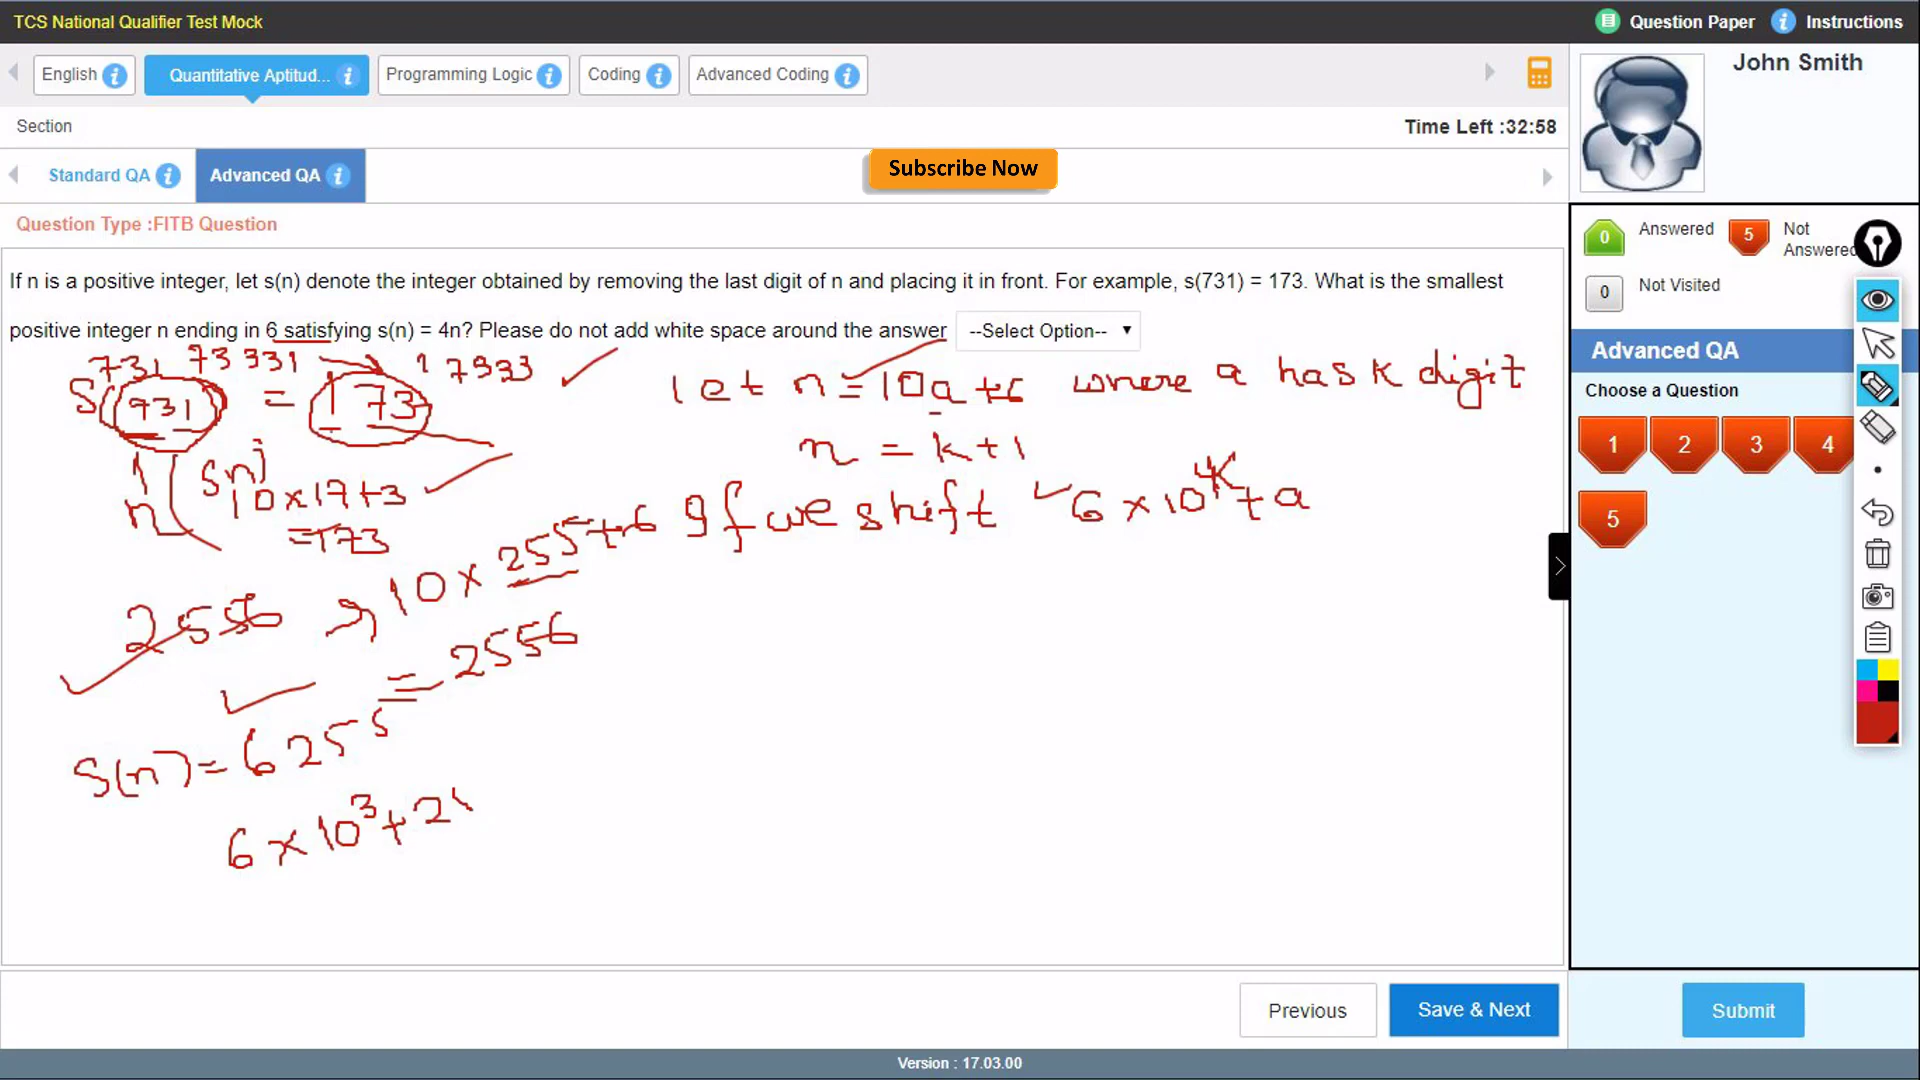 TCS National Qualifier Test Mock
Question Paper
Instructions
English
Quantitative Aptitud...
Programming Logic
Coding
Advanced Coding
John Smith
Section
Time Left :32:58
Standard QA
Advanced QA
Subscribe Now
Question Type :FITB Question
If n is a positive integer, let s(n) denote the integer obtained by removing the last digit of n and placing it in front. For example, s(731) = 173. What is the smallest
positive integer n ending in 6 satisfying s(n) = 4n? Please do not add white space around the answer
--Select Option--
731 73331 17333
S(731) = 173
let n = 10a+6 where a has k digit
n = k+1
n
s(n)
10×17+3
=173
If we shift 6×10^K+a
2556
10×255+6
=2556
s(n)=6255
6×10³+2
0
Answered
5
Not
Answered
0
Not Visited
Advanced QA
Choose a Question
1
2
3
4
5
Previous
Save & Next
Submit
Version : 17.03.00